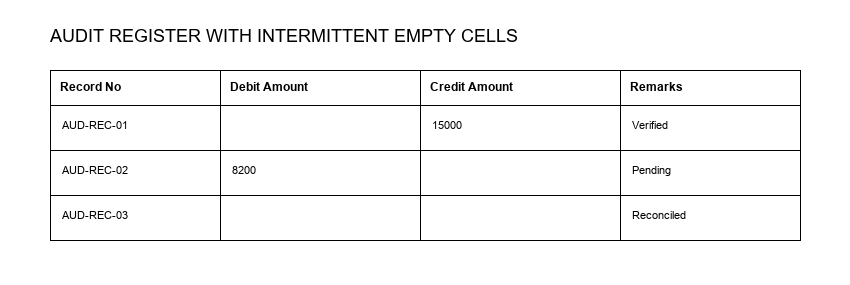 AUDIT REGISTER WITH INTERMITTENT EMPTY CELLS
Record No Debit Amount Credit Amount Remarks
AUD-REC-01 15000 Verified
AUD-REC-02 8200 Pending
AUD-REC-03 Reconciled